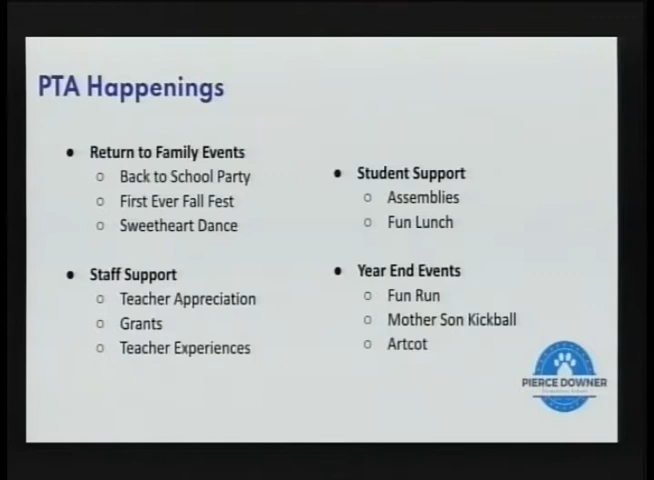 PTA Happenings
Return to Family Events
Back to School Party
First Ever Fall Fest
Sweetheart Dance
Staff Support
Teacher Appreciation
Grants
Teacher Experiences
Student Support
Assemblies
Fun Lunch
Year End Events
Fun Run
Mother Son Kickball
Artcot
PIERCE DOWNER